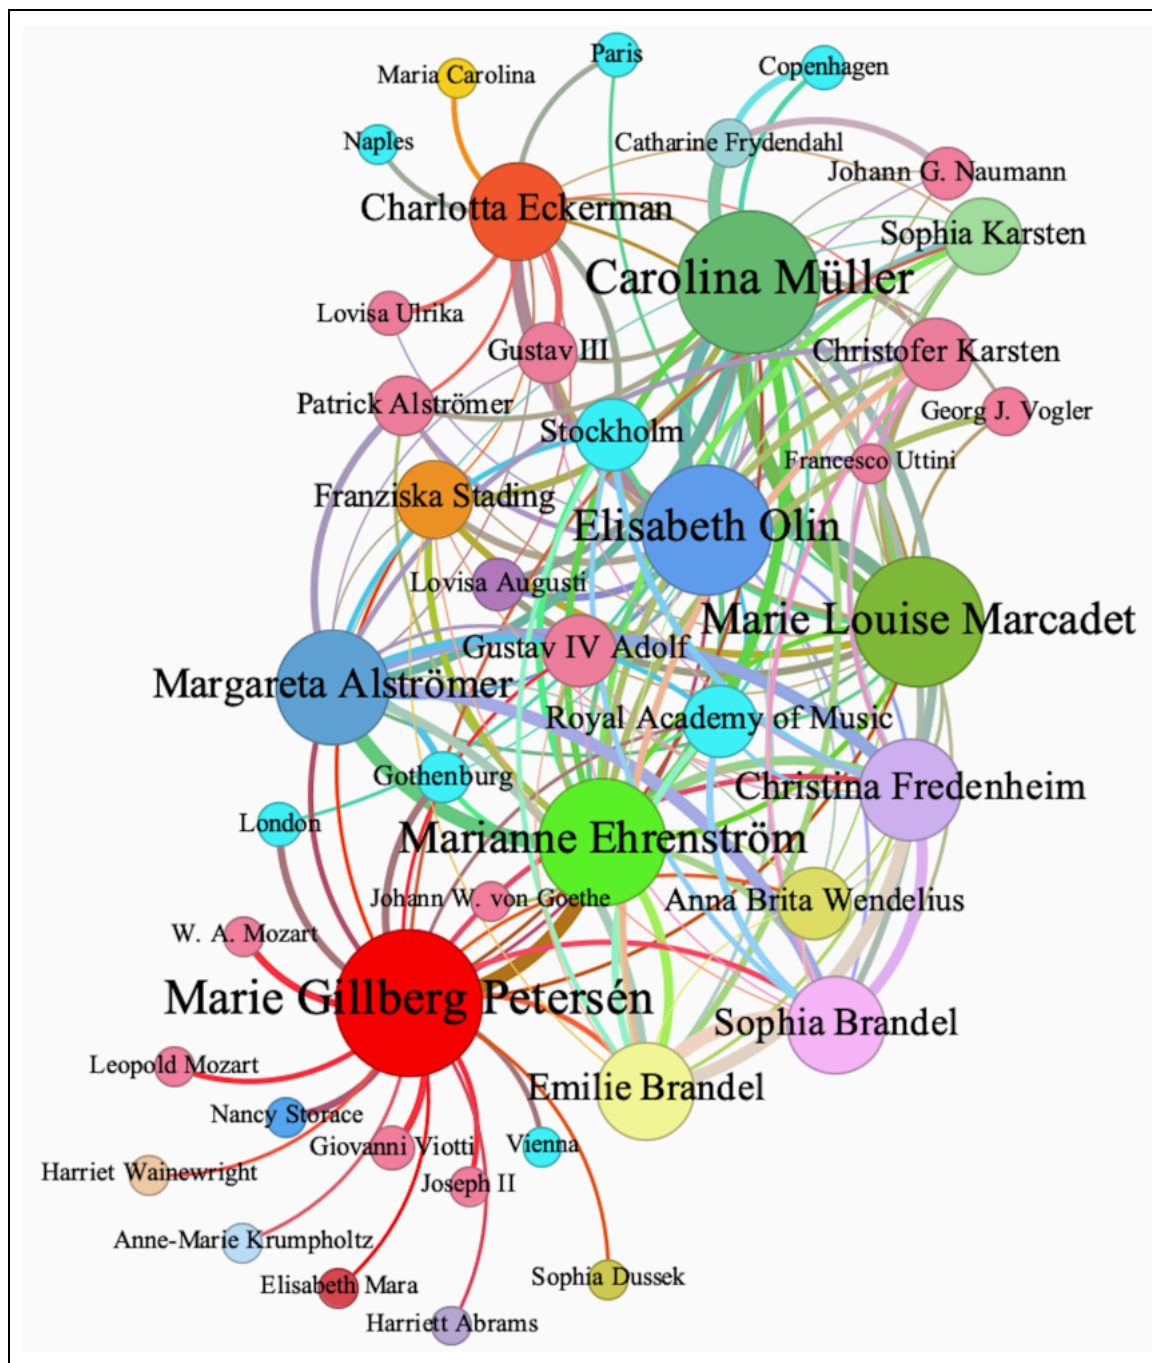 Paris
Copenhagen
Maria Carolina
Naples
Catharine Frydendahl
Johann G. Naumann
Charlotta Eckerman
Sophia Karsten
Carolina Müller
Lovisa Ulrika
Gustav III
Christofer Karsten
Patrick Alströmer
Georg J. Vogler
Stockholm
Francesco Uttini
Franziska Stading
Elisabeth Olin
Lovisa Augusti
Marie Louise Marcadet
Gustav IV Adolf
Margareta Alströmer
Royal Academy of Music
Gothenburg
Christina Fredenheim
London
Marianne Ehrenström
Johann W. von Goethe
Anna Brita Wendelius
W. A. Mozart
Marie Gillberg Petersén
Sophia Brandel
Leopold Mozart
Emilie Brandel
Nancy Storace
Giovanni Viotti
Vienna
Harriet Wainewright
Joseph II
Anne-Marie Krumpholtz
Sophia Dussek
Elisabeth Mara
Harriett Abrams